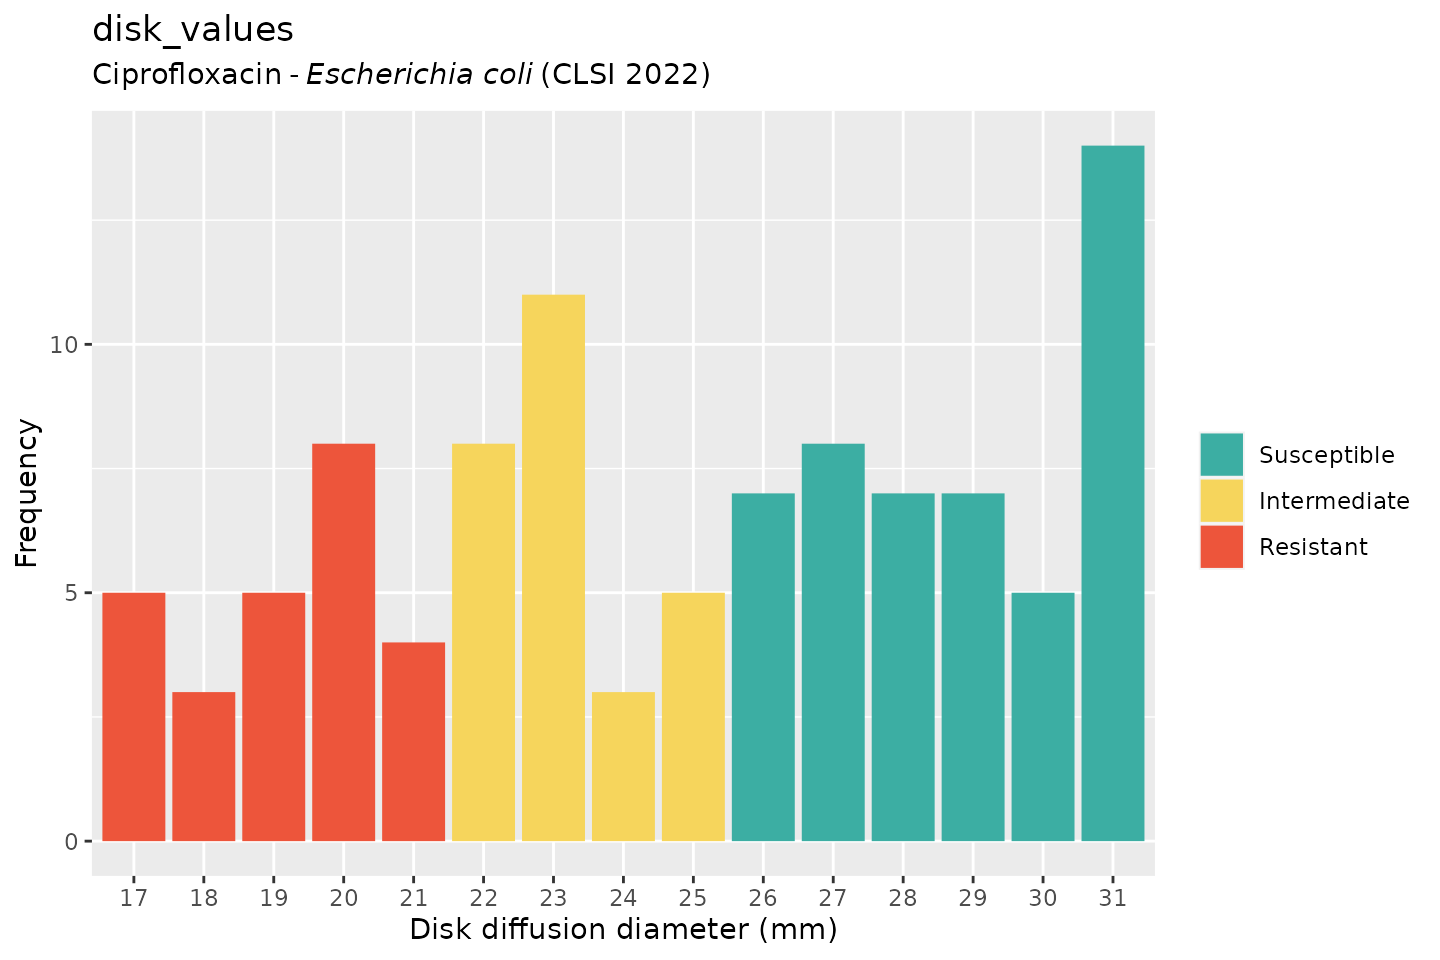 disk_values
Ciprofloxacin - Escherichia coli (CLSI 2022)
Frequency
10
5
0
17 18 19 20 21 22 23 24 25 26 27 28 29 30 31
Disk diffusion diameter (mm)
Susceptible
Intermediate
Resistant